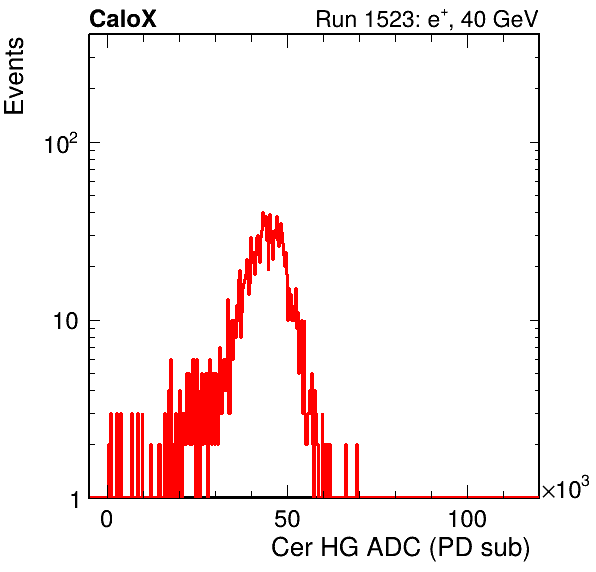 CaloX Run 1523: e⁺, 40 GeV
Events
10²
10
1
0 50 100 ×10³
Cer HG ADC (PD sub)